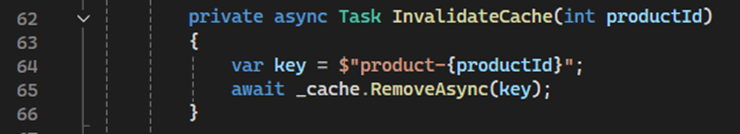 62 private async Task InvalidateCache(int productId)
63 {
64 var key = $"product-{productId}";
65 await _cache.RemoveAsync(key);
66 }